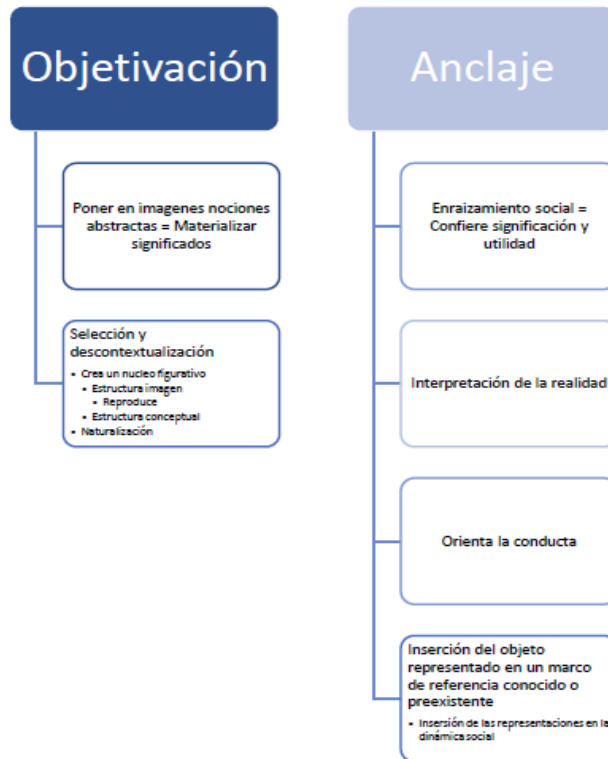 Objetivación
Poner en imagenes nociones
abstractas = Materializar
significados
Selección y
descontextualización
• Crea un nucleo figurativo
• Estructura imagen
• Reproduce
• Estructura conceptual
• Naturalización
Anclaje
Enraizamiento social =
Confiere significación y
utilidad
Interpretación de la realidad
Orienta la conducta
Inserción del objeto
representado en un marco
de referencia conocido o
preexistente
• Insersión de las representaciones en la
dinámica social